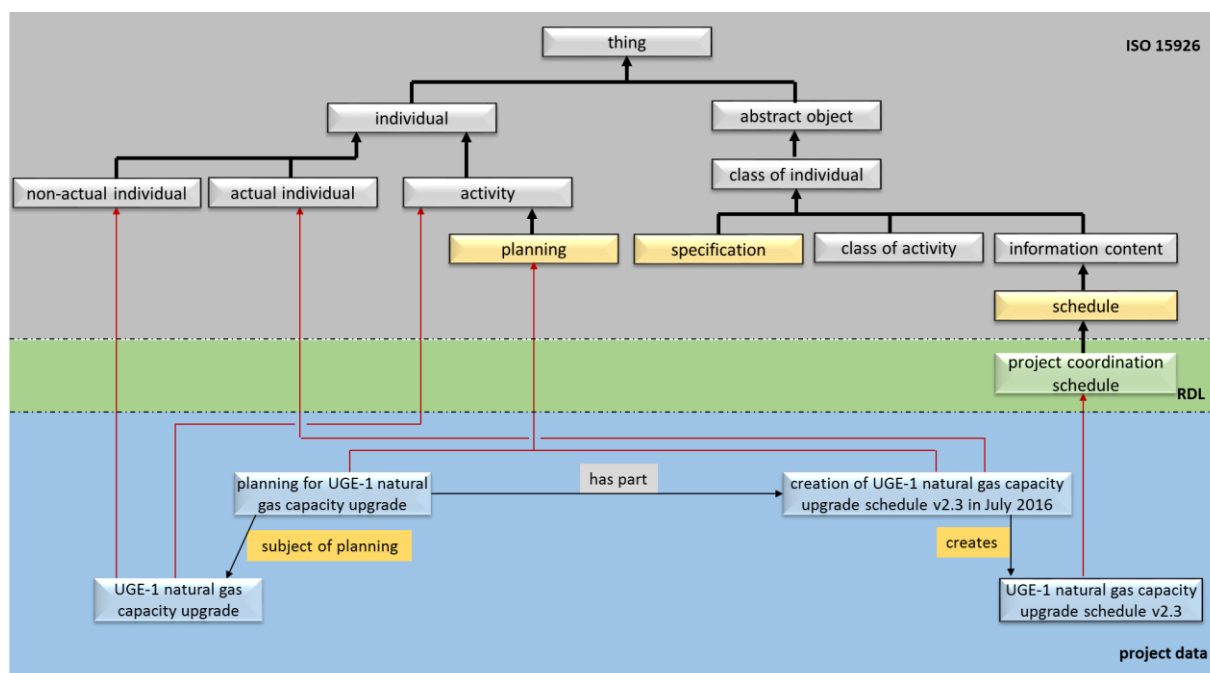 thing
ISO 15926
individual
abstract object
class of individual
non-actual individual
actual individual
activity
planning
specification
class of activity
information content
schedule
project coordination
schedule
RDL
planning for UGE-1 natural
gas capacity upgrade
has part
creation of UGE-1 natural gas capacity
upgrade schedule v2.3 in July 2016
subject of planning
creates
UGE-1 natural gas
capacity upgrade
UGE-1 natural gas capacity
upgrade schedule v2.3
project data